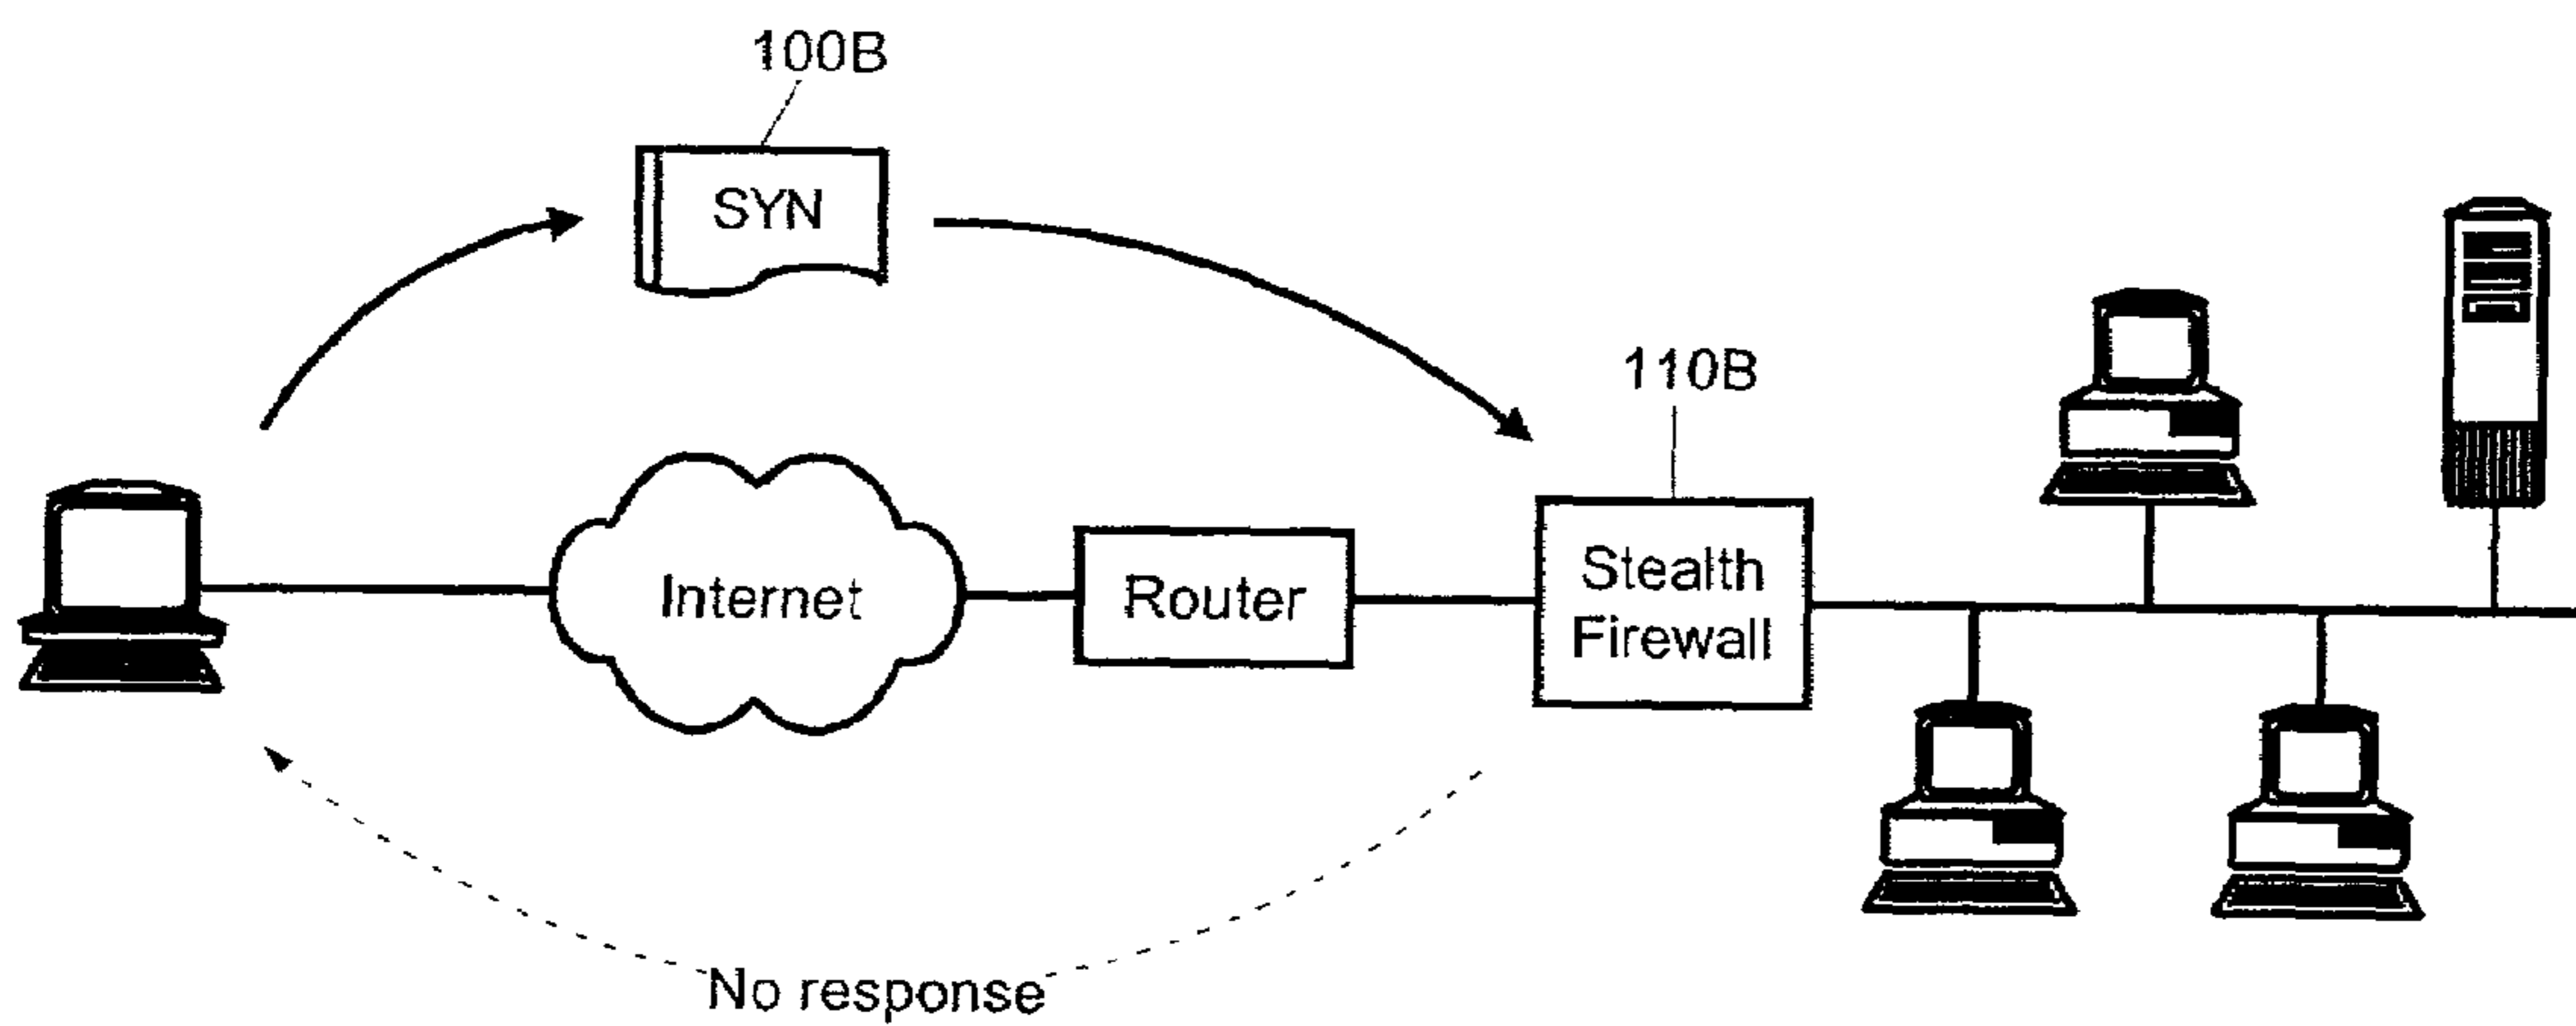 100B
SYN
110B
Internet
Router
Stealth
Firewall
No response